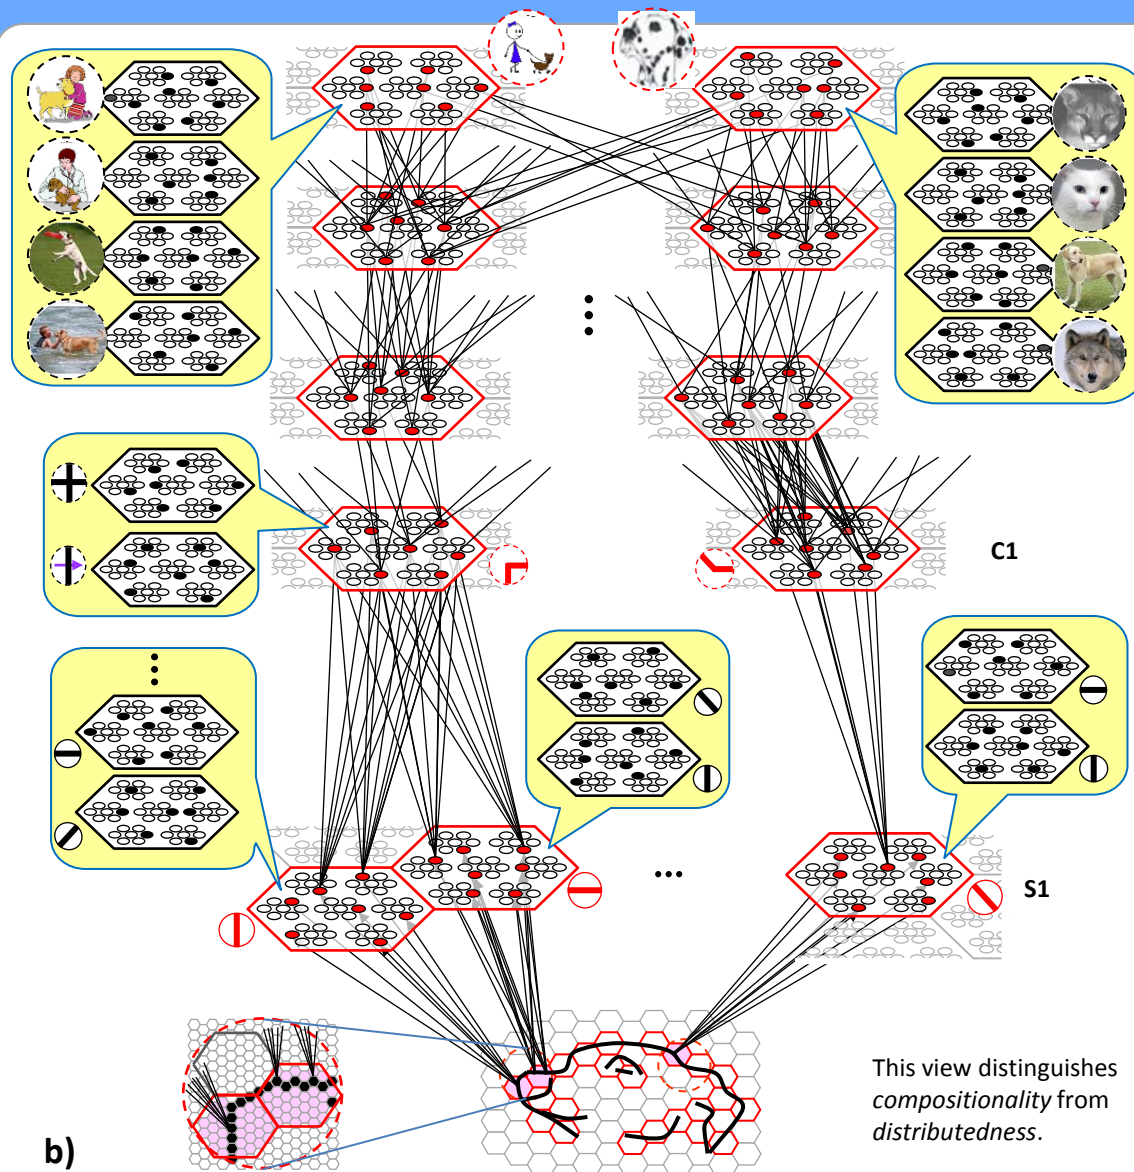 C1
S1
This view distinguishes
compositionality from
distributedness.
b)